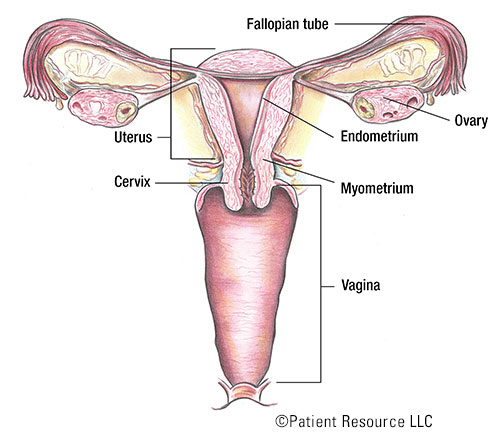 Fallopian tube
Ovary
Uterus
Endometrium
Cervix
Myometrium
Vagina
©Patient Resource LLC